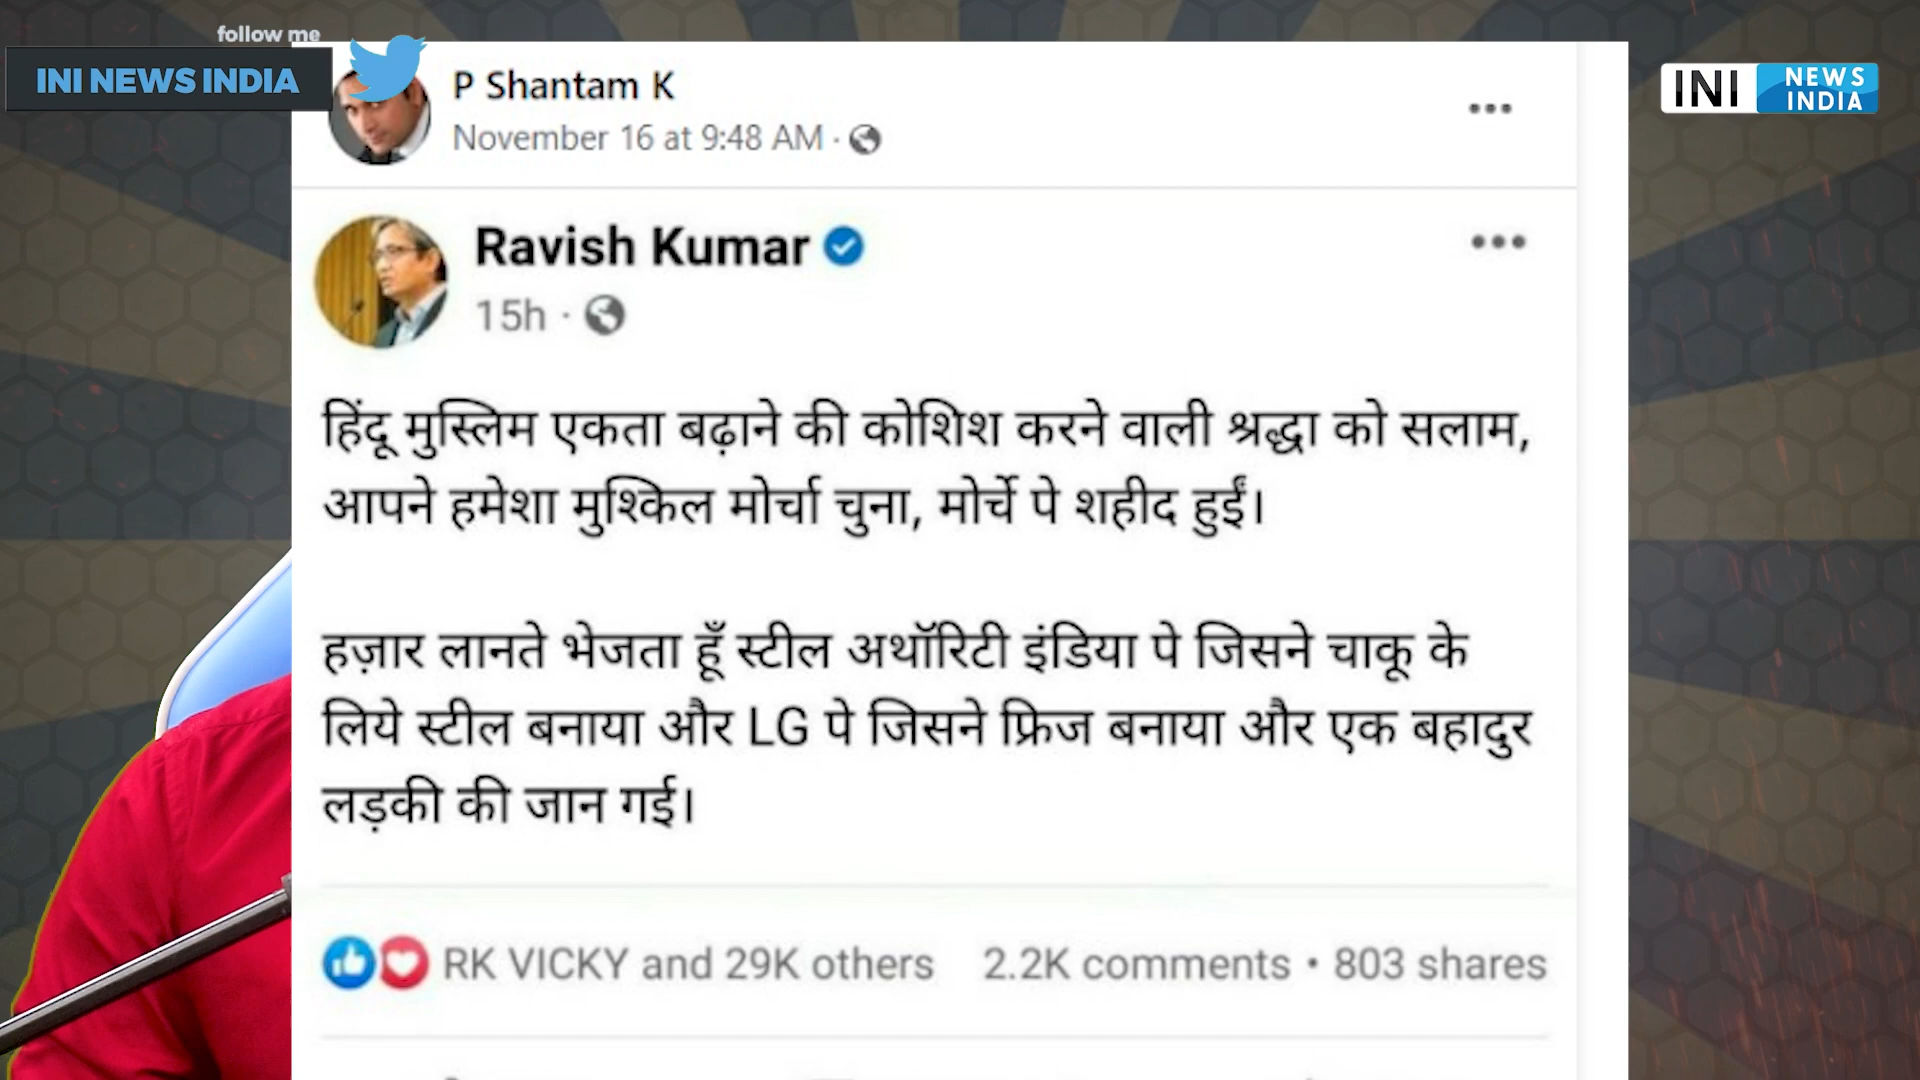 follow me
INI NEWS INDIA
P Shantam K
November 16 at 9:48 AM ·
INI NEWS INDIA
Ravish Kumar
15h ·
हिंदू मुस्लिम एकता बढ़ाने की कोशिश करने वाली श्रद्धा को सलाम,
आपने हमेशा मुश्किल मोर्चा चुना, मोर्चे पे शहीद हुईं।
हज़ार लानते भेजता हूँ स्टील अथॉरिटी इंडिया पे जिसने चाकू के
लिये स्टील बनाया और LG पे जिसने फ्रिज बनाया और एक बहादुर
लड़की की जान गई।
RK VICKY and 29K others 2.2K comments • 803 shares